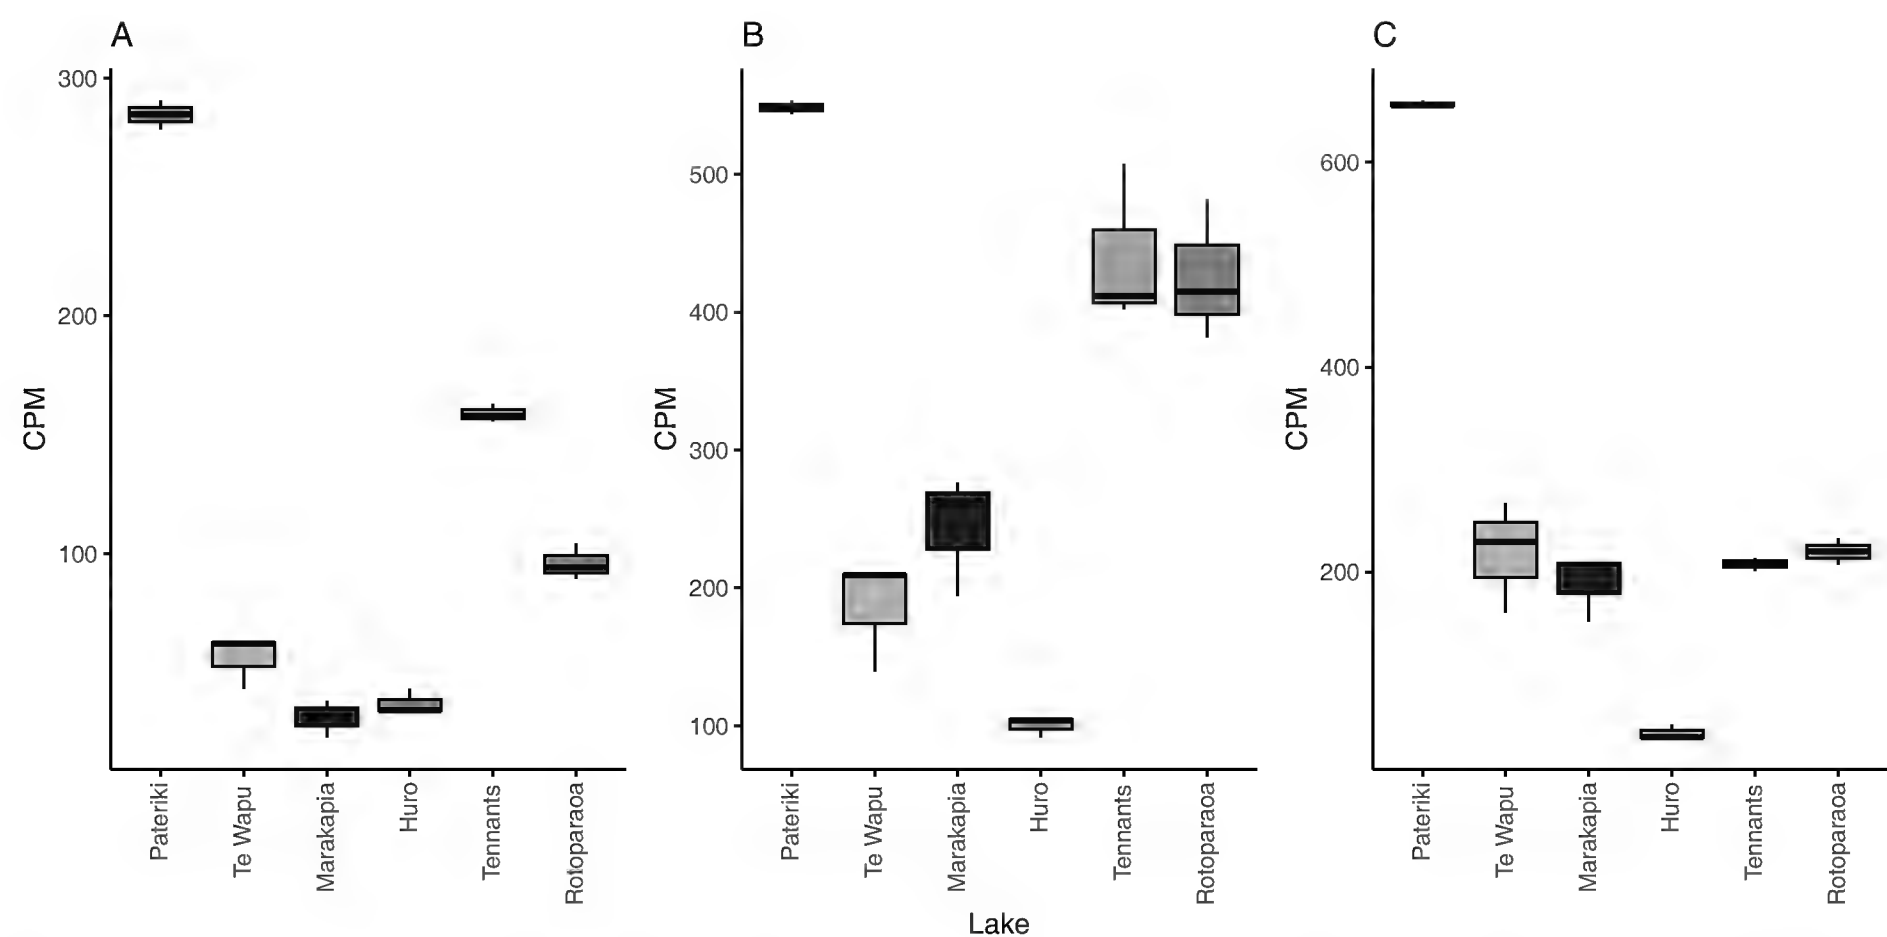 A
CPM
300
200
100
Pateriki
Te Wapu
Marakapia
Huro
Tennants
Rotoparaoa
B
CPM
500
400
300
200
100
Pateriki
Te Wapu
Marakapia
Huro
Tennants
Rotoparaoa
C
CPM
600
400
200
Pateriki
Te Wapu
Marakapia
Huro
Tennants
Rotoparaoa
Lake